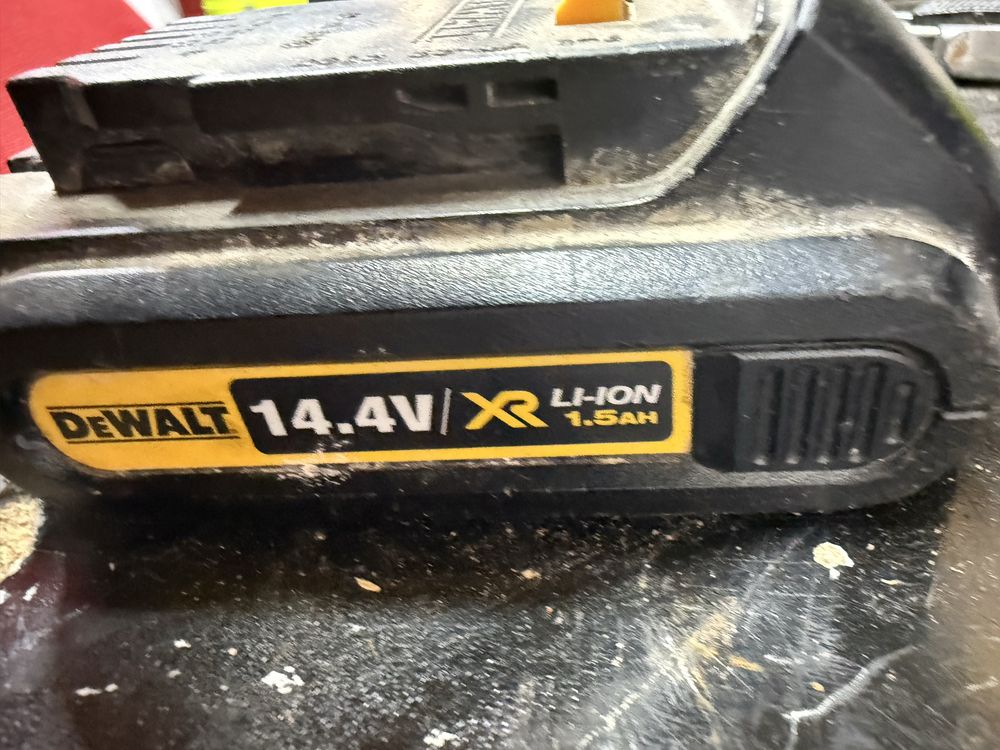 DEWALT
14.4V
XR
LI-ION
1.5AH